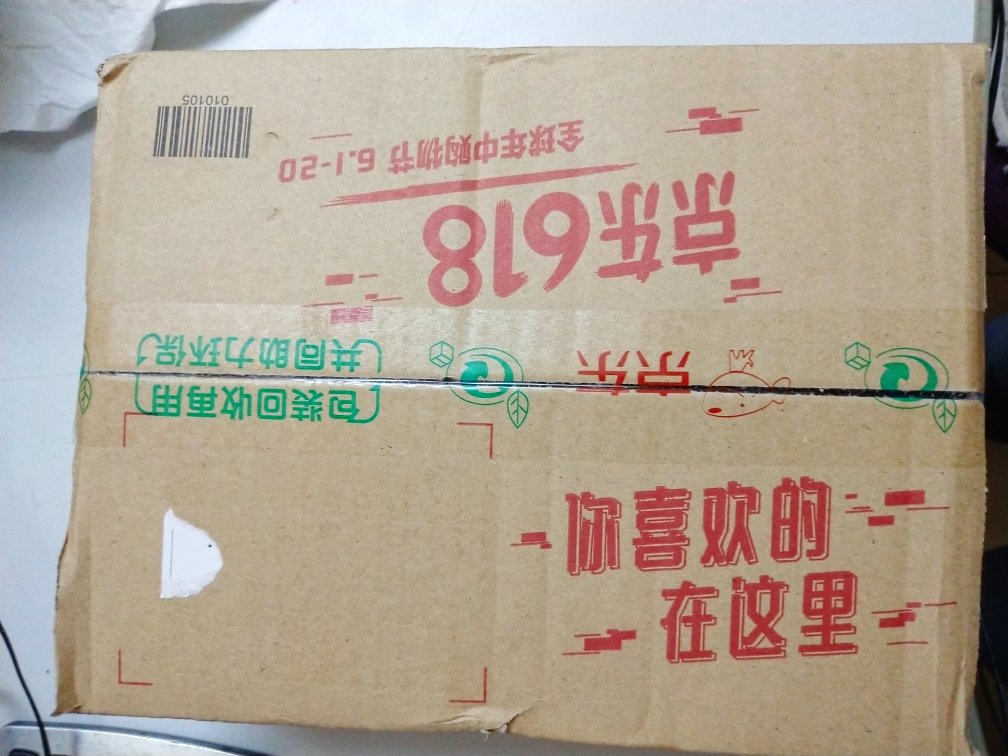 010105
全球年中购物节 6.1-20
京东618
共同助力环保
包装回收再用
京东
你喜欢的
在这里